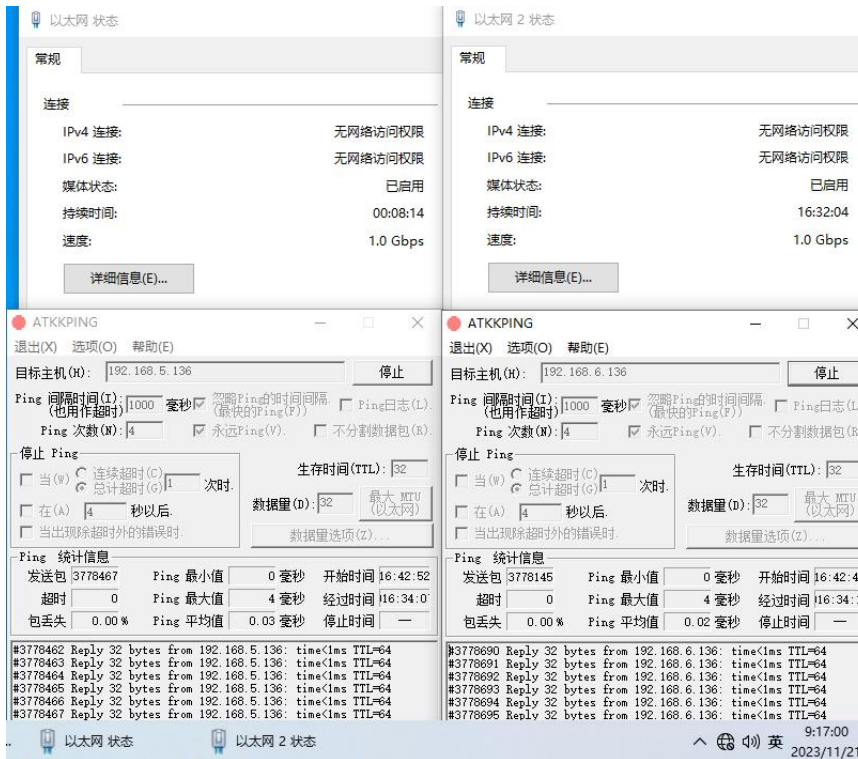 以太网 状态
常规
连接
IPv4 连接: 无网络访问权限
IPv6 连接: 无网络访问权限
媒体状态: 已启用
持续时间: 00:08:14
速度: 1.0 Gbps
详细信息(E)...
以太网 2 状态
常规
连接
IPv4 连接: 无网络访问权限
IPv6 连接: 无网络访问权限
媒体状态: 已启用
持续时间: 16:32:04
速度: 1.0 Gbps
详细信息(E)...
ATKKPING
退出(X) 选项(O) 帮助(E)
目标主机(H): 192.168.5.136 停止
Ping 间隔时间(I): 1000 毫秒 忽略Ping的时间间隔. Ping日志(L).
(也用作超时) (最快的Ping(F))
Ping 次数(N): 4 永远Ping(V). 不分割数据包(R).
停止 Ping
当(W) 连续超时(C) 1 次时.
总计超时(G)
生存时间(TTL): 32
在(A) 4 秒以后.
数据量(D): 32 最大 MTU
(以太网)
当出现除超时外的错误时. 数据量选项(Z)...
Ping 统计信息
发送包 3778467 Ping 最小值 0 毫秒 开始时间 16:42:52
超时 0 Ping 最大值 4 毫秒 经过时间 16:34:0
包丢失 0.00 % Ping 平均值 0.03 毫秒 停止时间 —
#3778462 Reply 32 bytes from 192.168.5.136: time<1ms TTL=64
#3778463 Reply 32 bytes from 192.168.5.136: time<1ms TTL=64
#3778464 Reply 32 bytes from 192.168.5.136: time<1ms TTL=64
#3778465 Reply 32 bytes from 192.168.5.136: time<1ms TTL=64
#3778466 Reply 32 bytes from 192.168.5.136: time<1ms TTL=64
#3778467 Reply 32 bytes from 192.168.5.136: time<1ms TTL=64
ATKKPING
退出(X) 选项(O) 帮助(E)
目标主机(H): 192.168.6.136 停止
Ping 间隔时间(I): 1000 毫秒 忽略Ping的时间间隔. Ping日志(L
(也用作超时) (最快的Ping(F))
Ping 次数(N): 4 永远Ping(V). 不分割数据包(R
停止 Ping
当(W) 连续超时(C) 1 次时.
总计超时(G)
生存时间(TTL): 32
在(A) 4 秒以后.
数据量(D): 32 最大 MTU
(以太网)
当出现除超时外的错误时. 数据量选项(Z)...
Ping 统计信息
发送包 3778145 Ping 最小值 0 毫秒 开始时间 16:42:4
超时 0 Ping 最大值 4 毫秒 经过时间 16:34:
包丢失 0.00 % Ping 平均值 0.02 毫秒 停止时间 —
#3778690 Reply 32 bytes from 192.168.6.136: time<1ms TTL=64
#3778691 Reply 32 bytes from 192.168.6.136: time<1ms TTL=64
#3778692 Reply 32 bytes from 192.168.6.136: time<1ms TTL=64
#3778693 Reply 32 bytes from 192.168.6.136: time<1ms TTL=64
#3778694 Reply 32 bytes from 192.168.6.136: time<1ms TTL=64
#3778695 Reply 32 bytes from 192.168.6.136: time<1ms TTL=64
以太网 状态 以太网 2 状态 英 9:17:00
2023/11/21